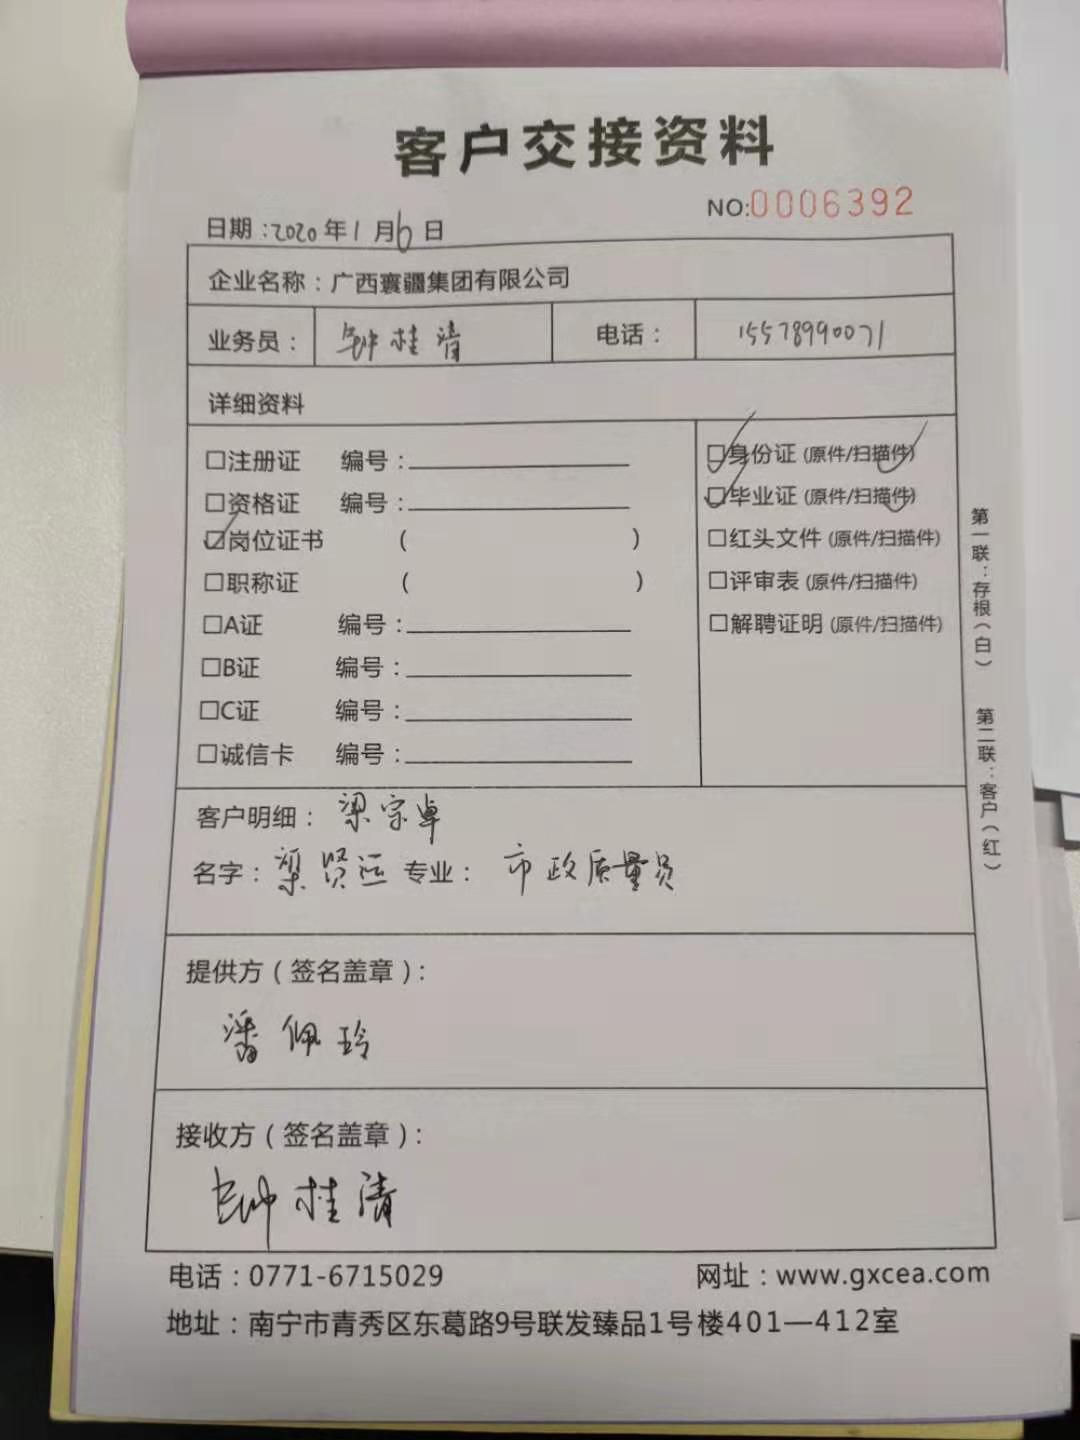 客户交接资料
NO:0006392
日期:2020年1月6日
企业名称：广西寰疆集团有限公司
业务员： 钟桂清 电话： 15578990071
详细资料
☐注册证 编号：
☐资格证 编号：
☑岗位证书 ( )
☐职称证 ( )
☐A证 编号：
☐B证 编号：
☐C证 编号：
☐诚信卡 编号：
☑身份证 (原件/扫描件)
☑毕业证 (原件/扫描件)
☐红头文件 (原件/扫描件)
☐评审表 (原件/扫描件)
☐解聘证明 (原件/扫描件)
第一联：存根(白) 第二联：客户(红)
客户明细： 梁宗卓
名字：梁贤运 专业： 市政质量员
提供方(签名盖章)：
潘佩玲
接收方(签名盖章)：
钟桂清
电话：0771-6715029 网址：www.gxcea.com
地址：南宁市青秀区东葛路9号联发臻品1号楼401—412室